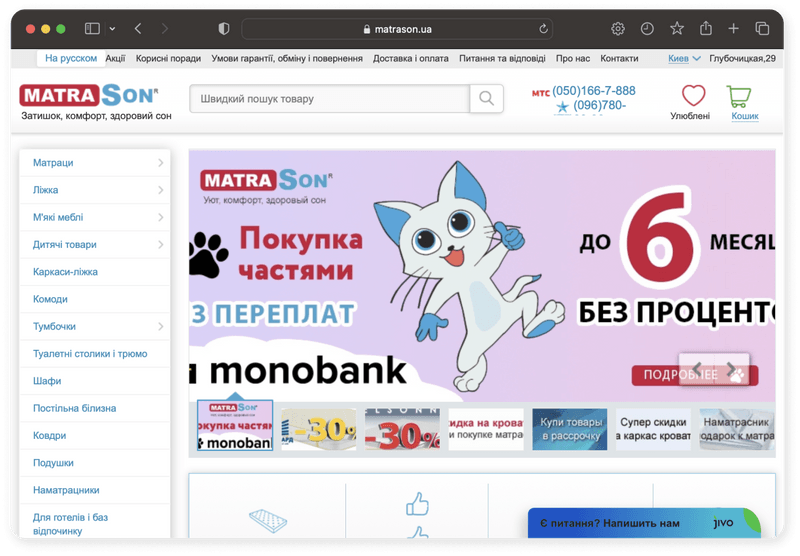 matrason.ua
На русском Акції Корисні поради Умови гарантії, обміну і повернення Доставка і оплата Питання та відповіді Про нас Контакти Киев Глубочицкая,29
MATRASON®
Затишок, комфорт, здоровий сон
Швидкий пошук товару
МТС (050)166-7-888
(096)780-
Улюблені
Кошик
Матраци
Ліжка
М'які меблі
Дитячі товари
Каркаси-ліжка
Комоди
Тумбочки
Туалетні столики і трюмо
Шафи
Постільна білизна
Ковдри
Подушки
Наматрацники
Для готелів і баз
відпочинку
MATRASON®
Уют, комфорт, здоровый сон
Покупка
частями
З ПЕРЕПЛАТ
monobank
ДО 6 МЕСЯЦ
БЕЗ ПРОЦЕНТО
ПОДРОБНЕЕ
MATRASON
купка частям
monobank
-30%
-30%
кидка на крова
и покупке матра
Купи товары
в рассрочку
Супер скидки
а каркас кроват
Наматрасник
одарок к матра
Є питання? Напишить нам jivo